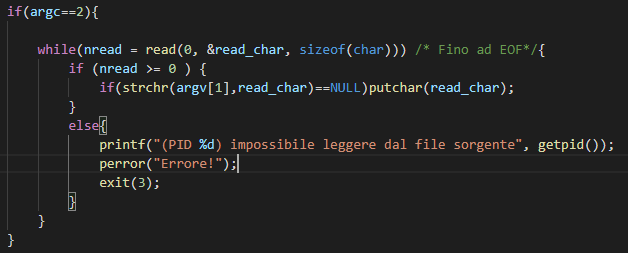 if(argc==2){
while(nread = read(0, &read_char, sizeof(char))) /* Fino ad EOF*/{
if (nread >= 0 ) {
if(strchr(argv[1],read_char)==NULL)putchar(read_char);
}
else{
printf("(PID %d) impossibile leggere dal file sorgente", getpid());
perror("Errore!");
exit(3);
}
}
}